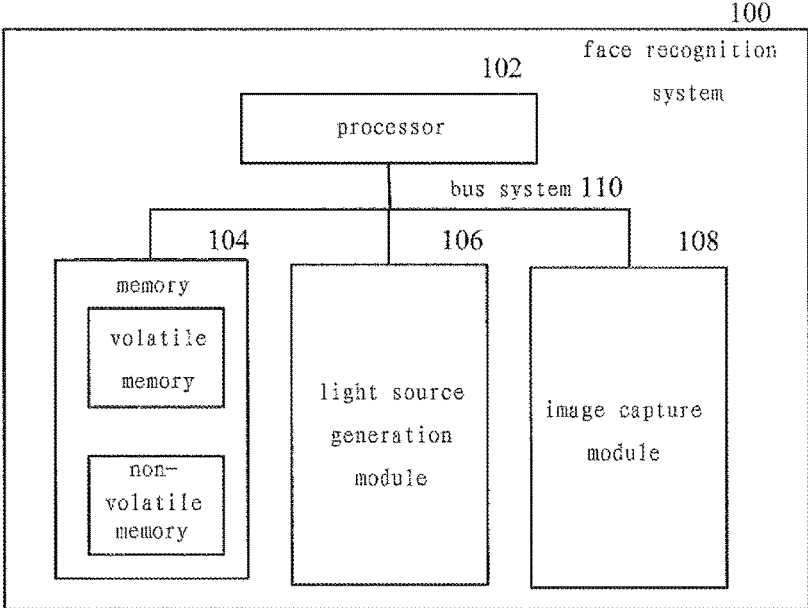 100
face recognition
system
102
processor
bus system 110
104
106
108
memory
volatile
memory
non-
volatile
memory
light source
generation
module
image capture
module